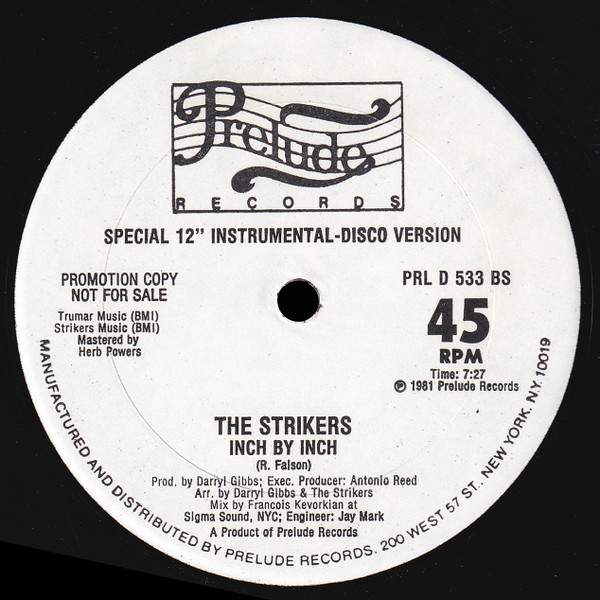 Prelude
RECORDS
SPECIAL 12” INSTRUMENTAL-DISCO VERSION
PROMOTION COPY
NOT FOR SALE
Trumar Music (BMI)
Strikers Music (BMI)
Mastered by
Herb Powers
PRL D 533 BS
45
RPM
Time: 7:27
℗ 1981 Prelude Records
THE STRIKERS
INCH BY INCH
(R. Falson)
Prod. by Darryl Gibbs; Exec. Producer: Antonio Reed
Arr. by Darryl Gibbs & The Strikers
Mix by Francois Kevorkian at
Sigma Sound, NYC; Engineer: Jay Mark
A Product of Prelude Records
MANUFACTURED AND DISTRIBUTED BY PRELUDE RECORDS. 200 WEST 57 ST., NEW YORK. N.Y. 10019